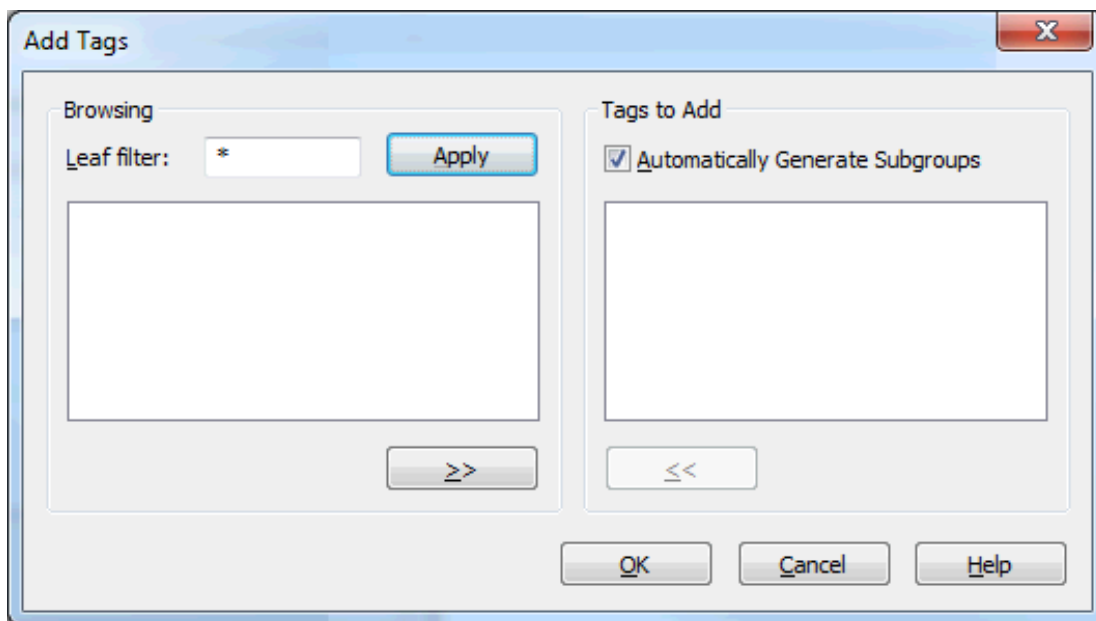 Add Tags
Browsing
Leaf filter: * Apply
>>
Tags to Add
Automatically Generate Subgroups
<<
OK Cancel Help